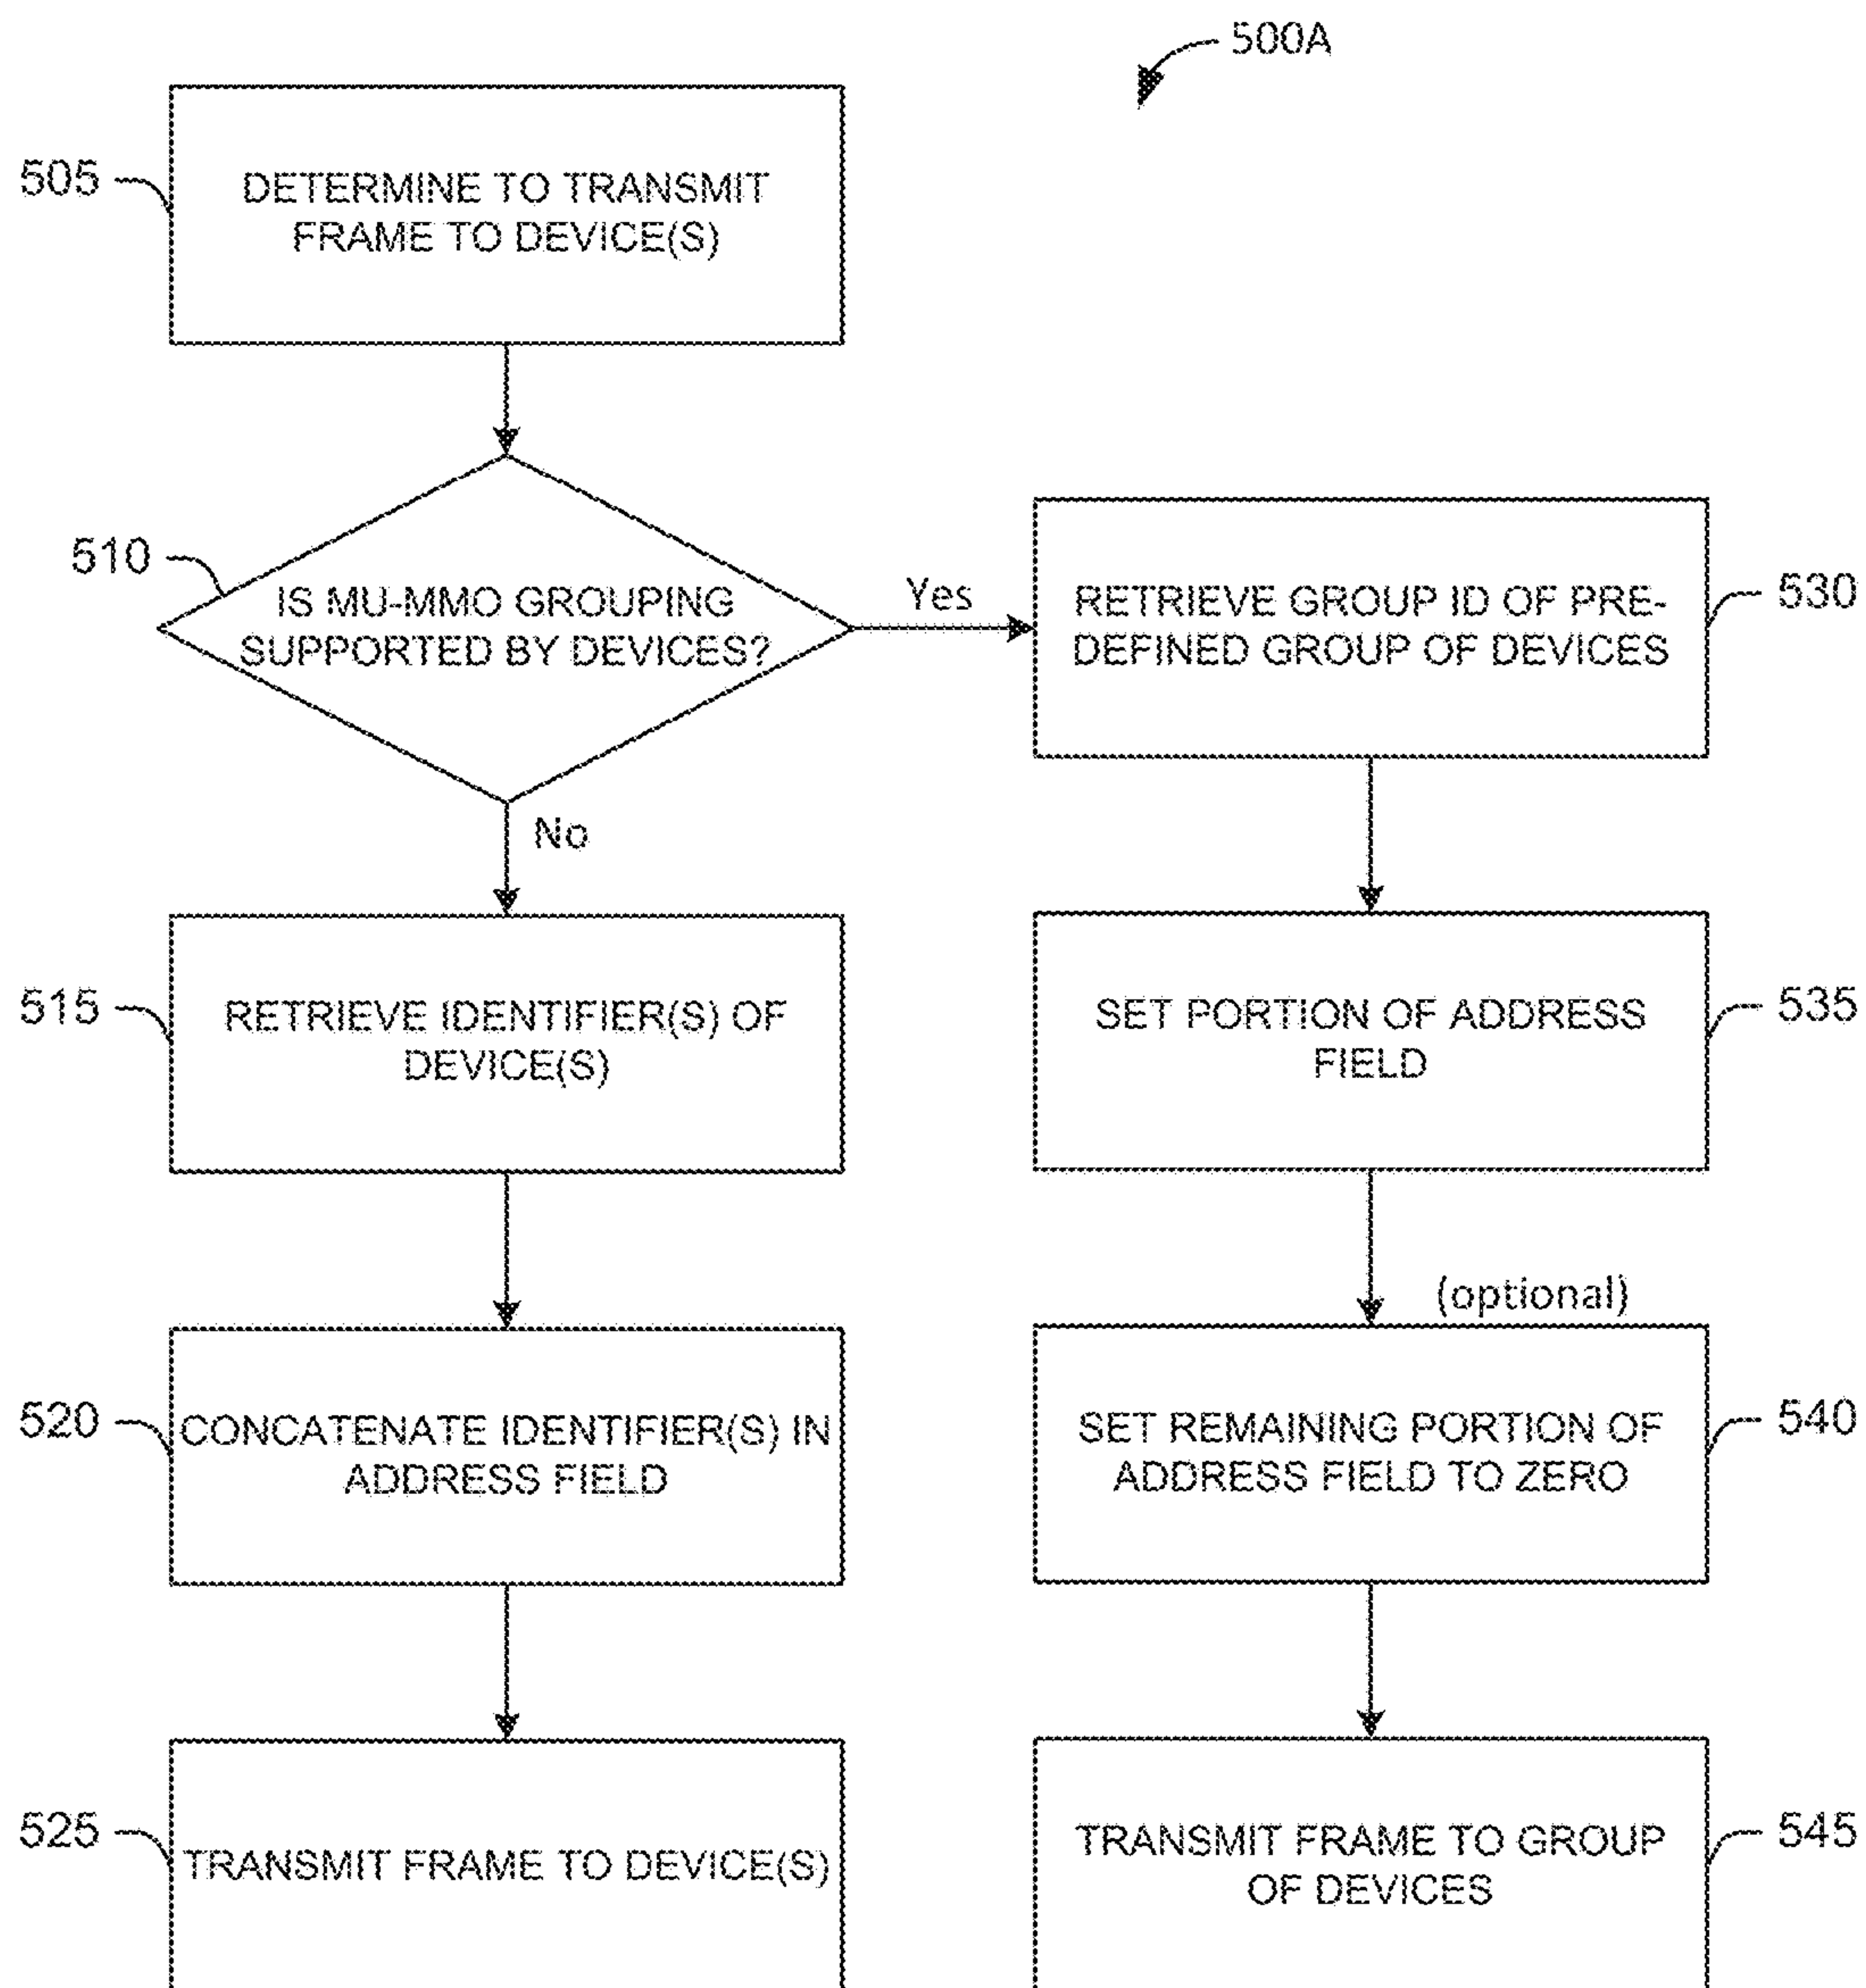 500A
505
DETERMINE TO TRANSMIT
FRAME TO DEVICE(S)
510
IS MU-MMO GROUPING
SUPPORTED BY DEVICES?
Yes
RETRIEVE GROUP ID OF PRE-
DEFINED GROUP OF DEVICES
530
No
515
RETRIEVE IDENTIFIER(S) OF
DEVICE(S)
SET PORTION OF ADDRESS
FIELD
535
(optional)
520
CONCATENATE IDENTIFIER(S) IN
ADDRESS FIELD
SET REMAINING PORTION OF
ADDRESS FIELD TO ZERO
540
525
TRANSMIT FRAME TO DEVICE(S)
TRANSMIT FRAME TO GROUP
OF DEVICES
545